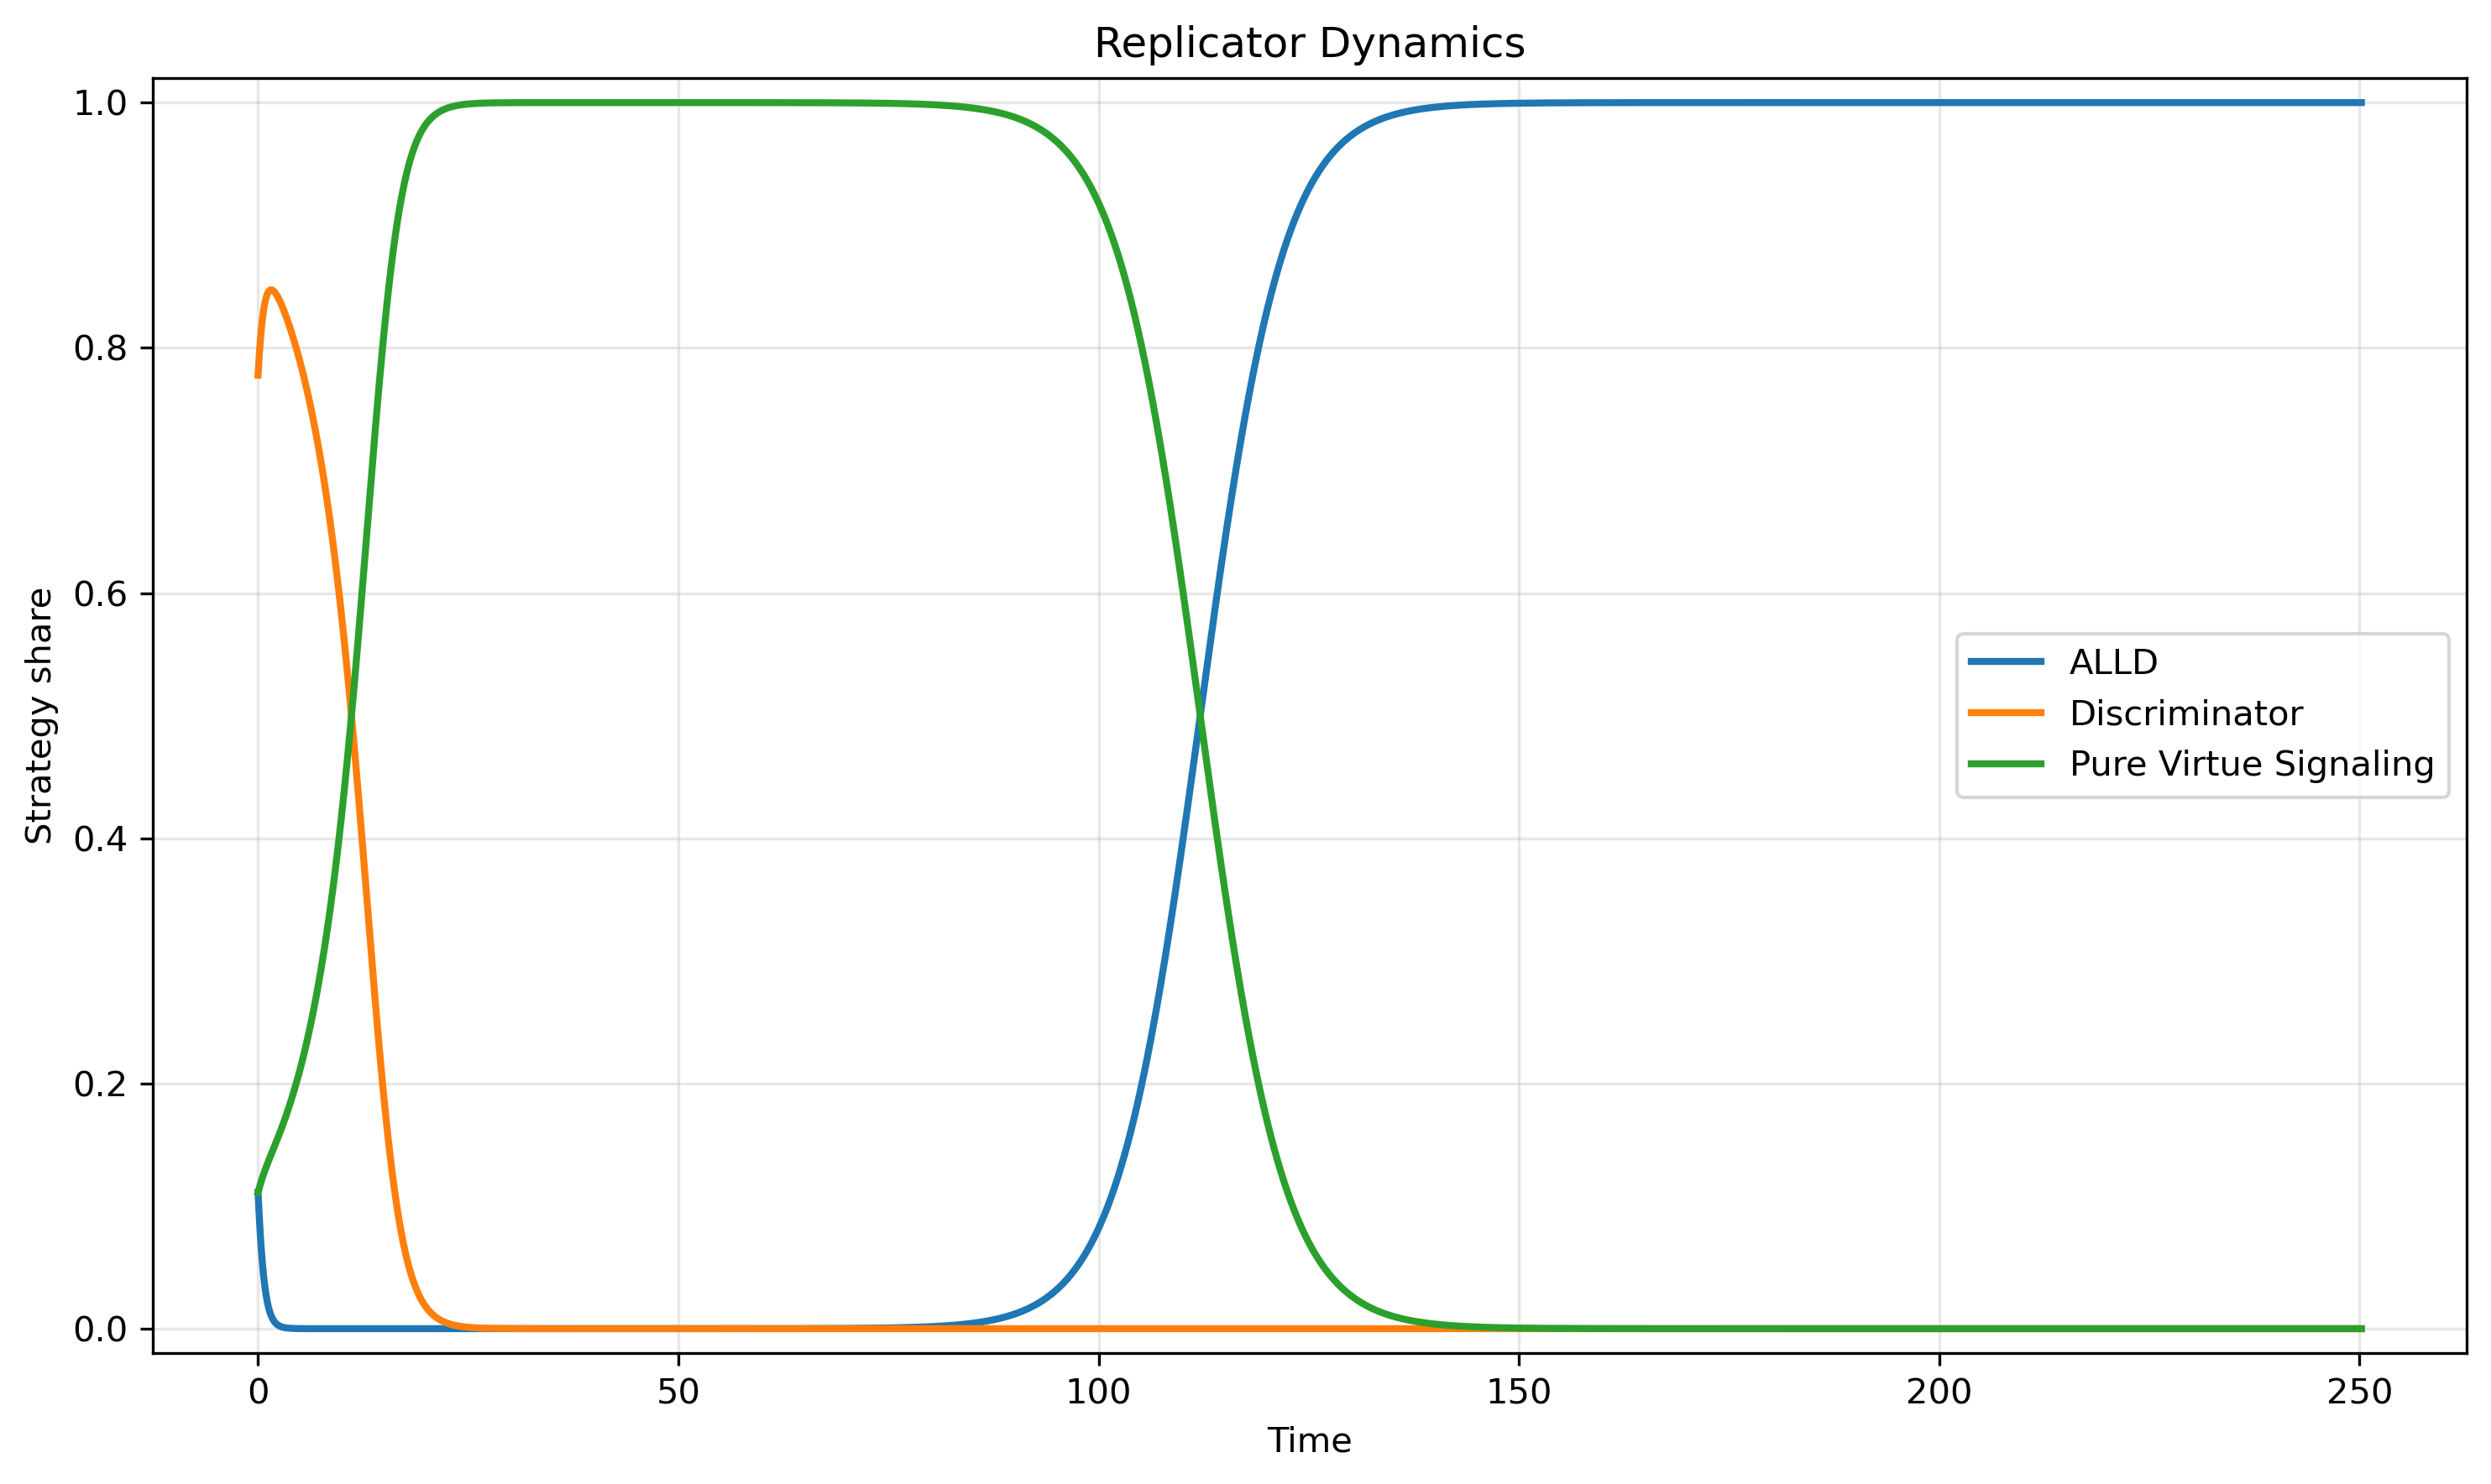 Replicator Dynamics
Strategy share
1.0
0.8
0.6
0.4
0.2
0.0
ALLD
Discriminator
Pure Virtue Signaling
0 50 100 150 200 250
Time